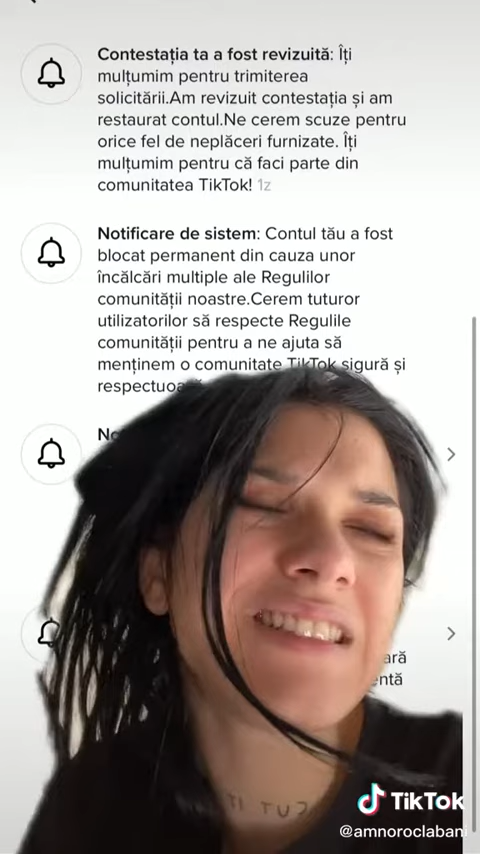 Contestația ta a fost revizuită: Îți
mulțumim pentru trimiterea
solicitării.Am revizuit contestația și am
restaurat contul.Ne cerem scuze pentru
orice fel de neplăceri furnizate. Îți
mulțumim pentru că faci parte din
comunitatea TikTok! 1z
Notificare de sistem: Contul tău a fost
blocat permanent din cauza unor
încălcări multiple ale Regulilor
comunității noastre.Cerem tuturor
utilizatorilor să respecte Regulile
comunității pentru a ne ajuta să
menținem o comunitate TikTok sigură și
TikTok
@amnoroclabani